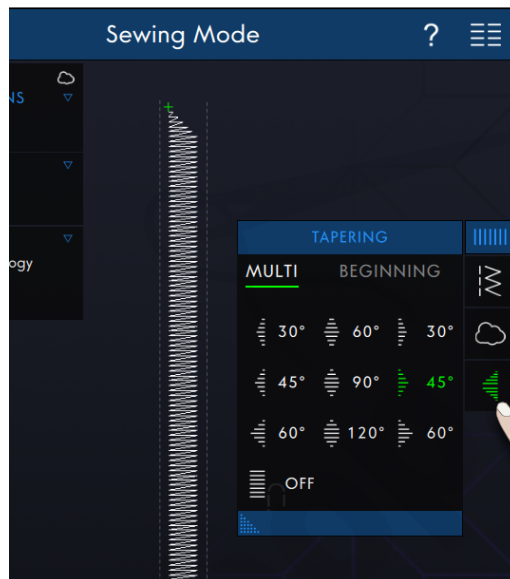 Sewing Mode ?
NS
ogy
TAPERING
MULTI BEGINNING
30° 60° 30°
45° 90° 45°
60° 120° 60°
OFF